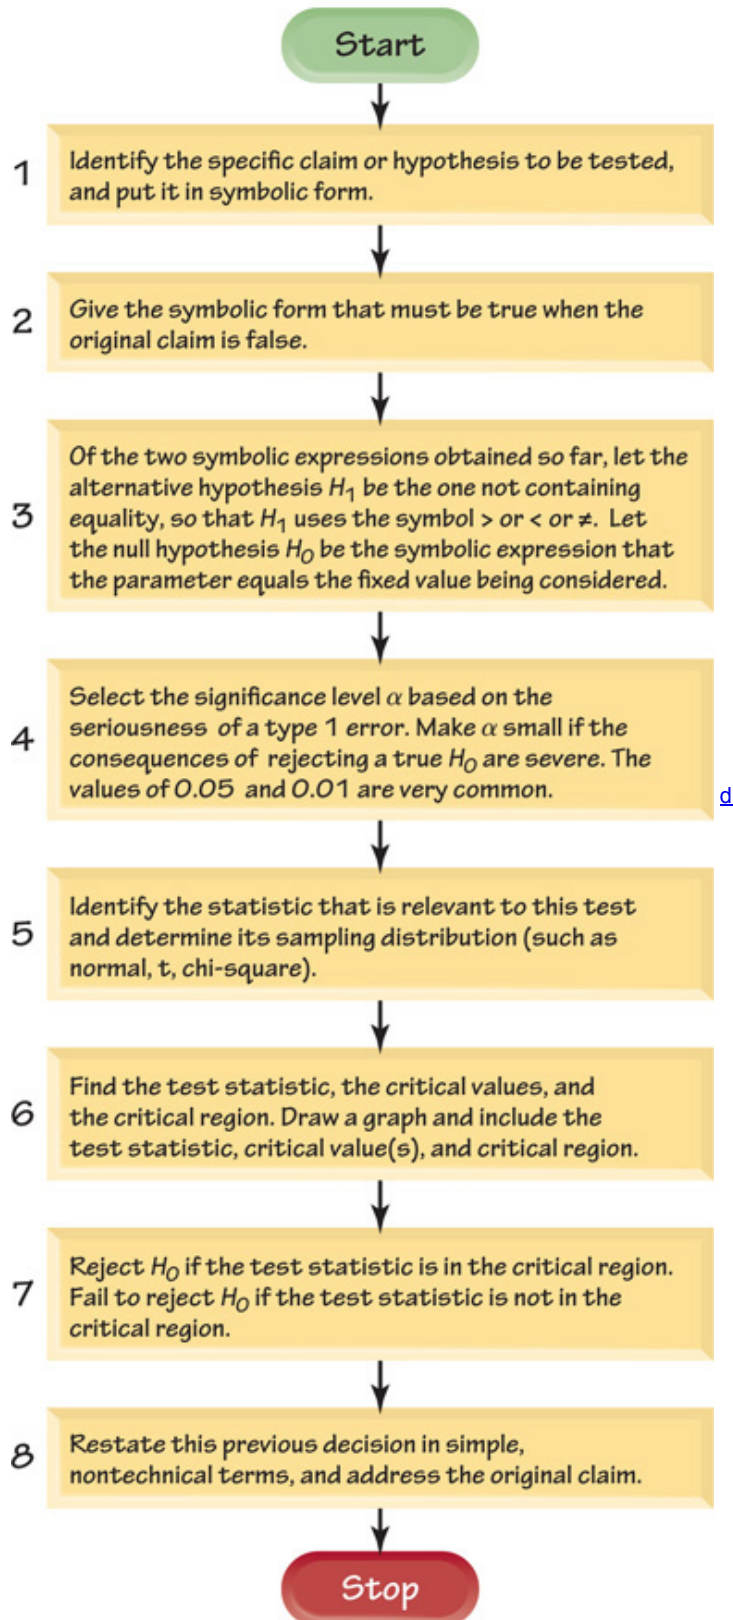 Start
1
Identify the specific claim or hypothesis to be tested,
and put it in symbolic form.
2
Give the symbolic form that must be true when the
original claim is false.
3
Of the two symbolic expressions obtained so far, let the
alternative hypothesis H₁ be the one not containing
equality, so that H₁ uses the symbol > or < or ≠. Let
the null hypothesis H₀ be the symbolic expression that
the parameter equals the fixed value being considered.
4
Select the significance level α based on the
seriousness of a type 1 error. Make α small if the
consequences of rejecting a true H₀ are severe. The
values of 0.05 and 0.01 are very common.
d
5
Identify the statistic that is relevant to this test
and determine its sampling distribution (such as
normal, t, chi-square).
6
Find the test statistic, the critical values, and
the critical region. Draw a graph and include the
test statistic, critical value(s), and critical region.
7
Reject H₀ if the test statistic is in the critical region.
Fail to reject H₀ if the test statistic is not in the
critical region.
8
Restate this previous decision in simple,
nontechnical terms, and address the original claim.
Stop